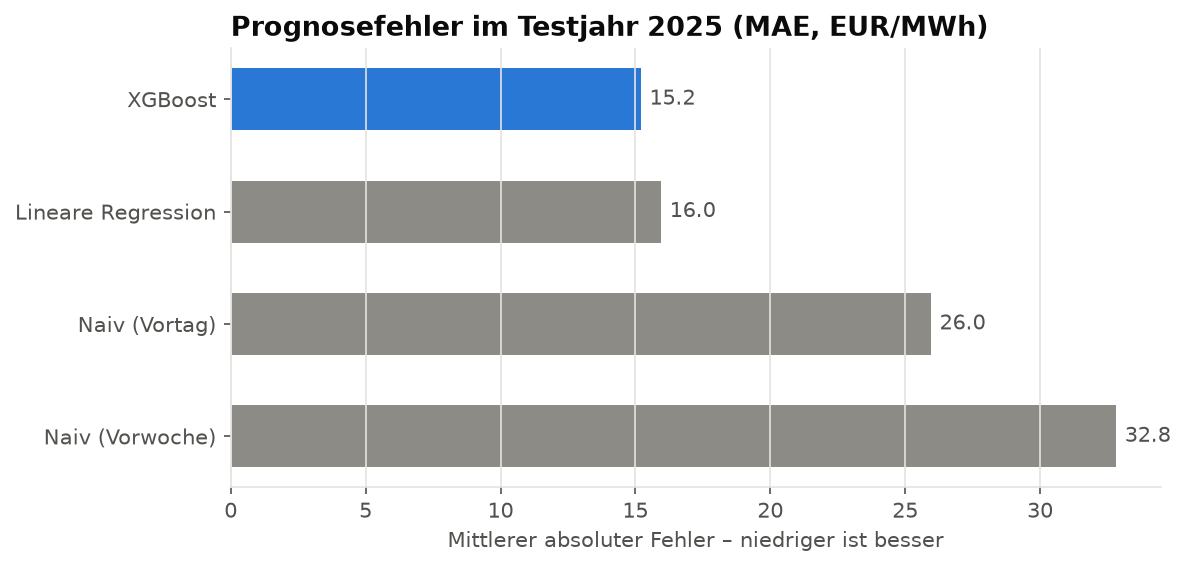 Prognosefehler im Testjahr 2025 (MAE, EUR/MWh)
XGBoost
15.2
Lineare Regression
16.0
Naiv (Vortag)
26.0
Naiv (Vorwoche)
32.8
0 5 10 15 20 25 30
Mittlerer absoluter Fehler – niedriger ist besser